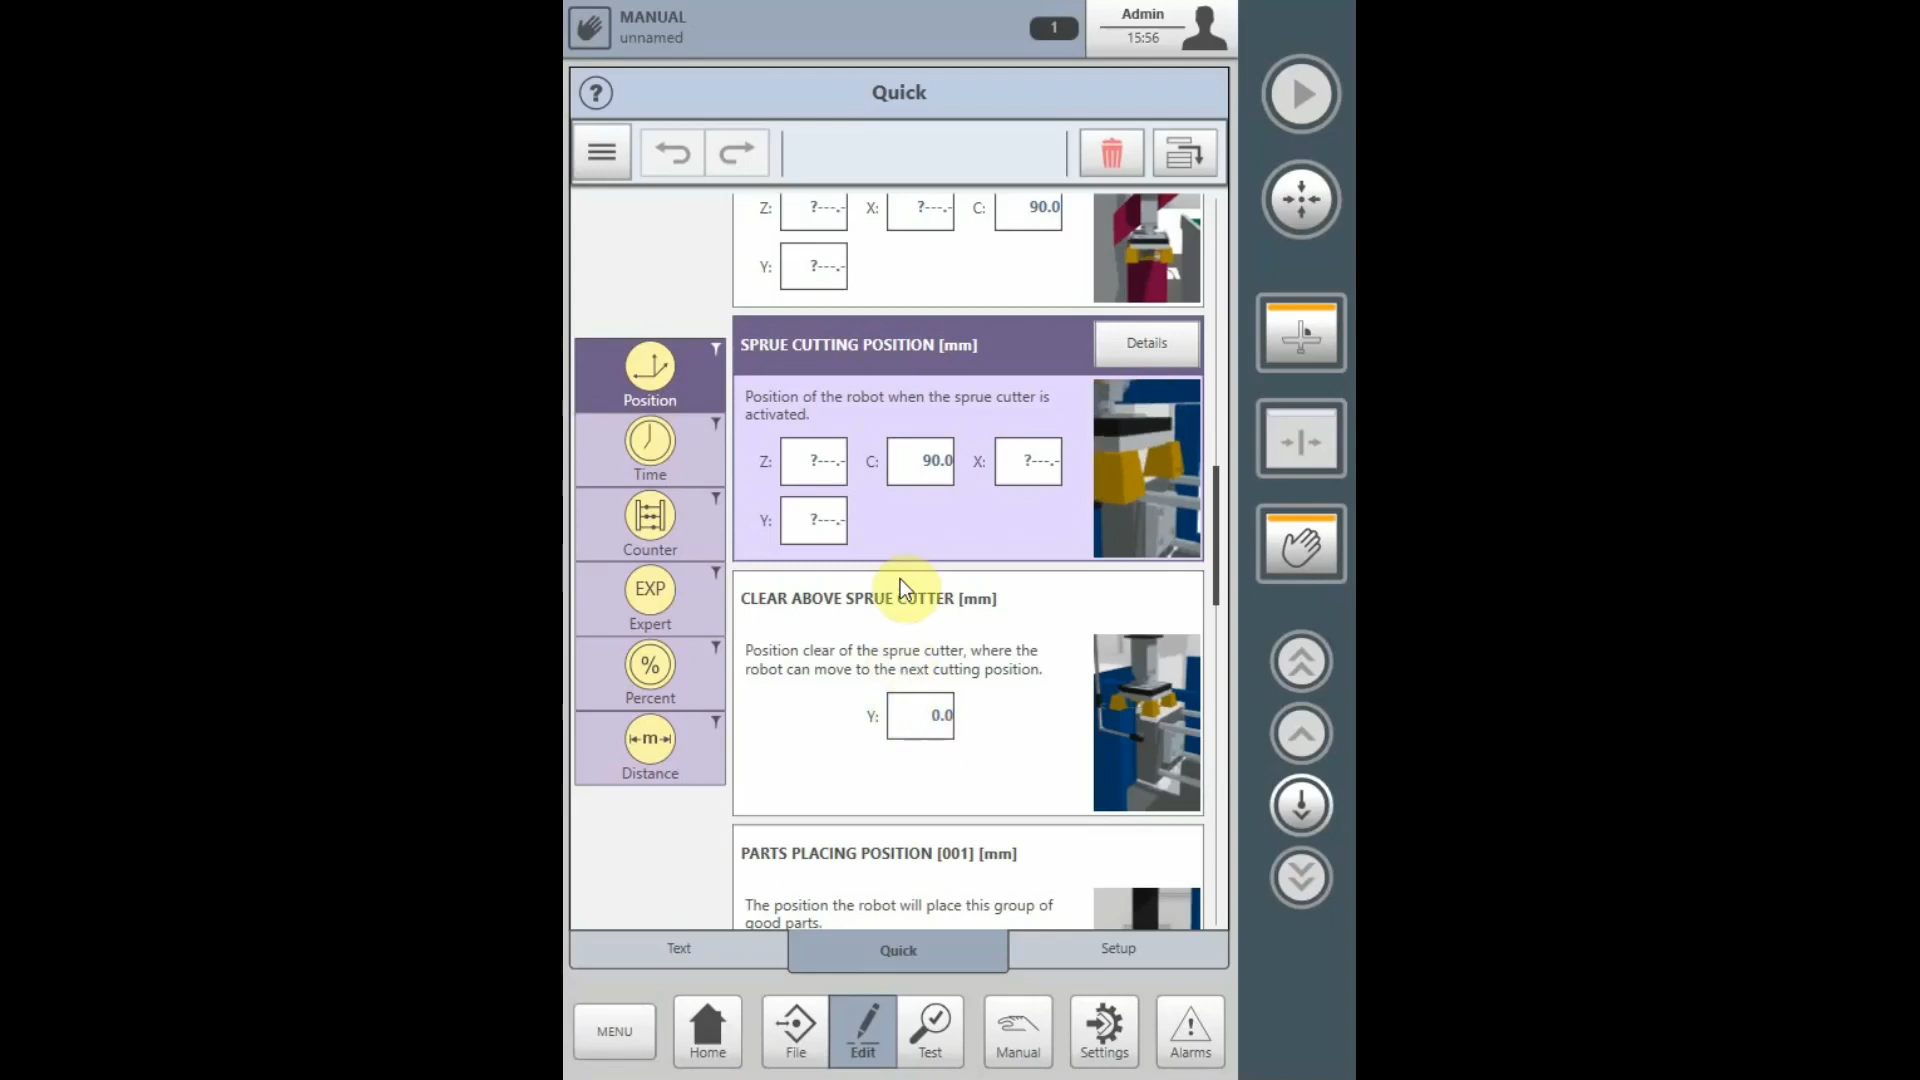 MANUAL
unnamed
1
Admin
15:56
?
Quick
Z: ?---.- X: ?---.- C: 90.0
Y: ?---.-
SPRUE CUTTING POSITION [mm]
Details
Position of the robot when the sprue cutter is
activated.
Z: ?---.- C: 90.0 X: ?---.-
Y: ?---.-
CLEAR ABOVE SPRUE CUTTER [mm]
Position clear of the sprue cutter, where the
robot can move to the next cutting position.
Y: 0.0
PARTS PLACING POSITION [001] [mm]
The position the robot will place this group of
good parts.
Position
Time
Counter
EXP
Expert
%
Percent
m
Distance
Text
Quick
Setup
MENU
Home
File
Edit
Test
Manual
Settings
Alarms